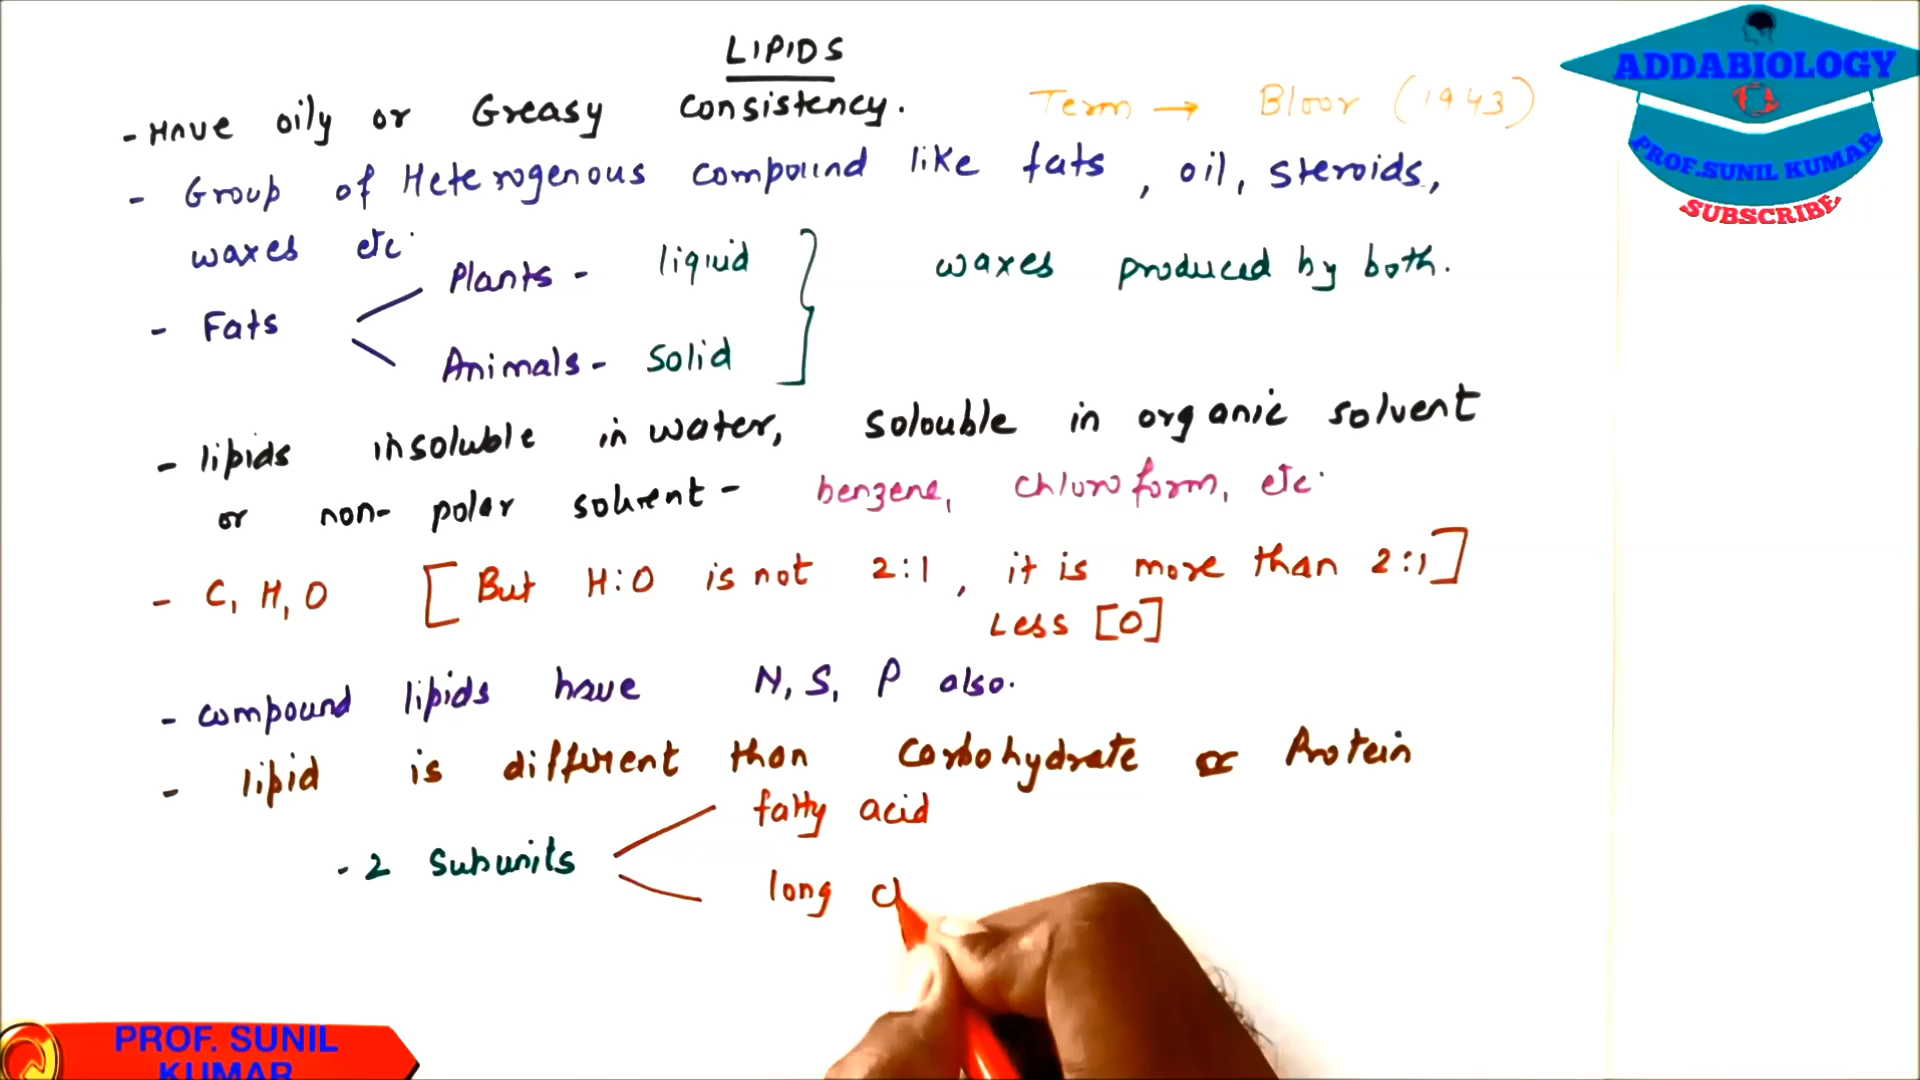 LIPIDS
- Have oily or Greasy consistency.
Term → Bloor (1943)
- Group of Heterogenous compound like fats, oil, steroids,
waxes etc.
- Fats
Plants - liquid
Animals - Solid
waxes produced by both.
- lipids insoluble in water, solouble in organic solvent
or non-polar solvent - benzene, chloroform, etc.
- C, H, O [But H:O is not 2:1, it is more than 2:1]
Less [O]
- compound lipids have N, S, P also.
- lipid is different than Carbohydrate or Protein
- 2 Subunits
fatty acid
long
ADDABIOLOGY
PROF.SUNIL KUMAR
SUBSCRIBE
PROF. SUNIL
KUMAR